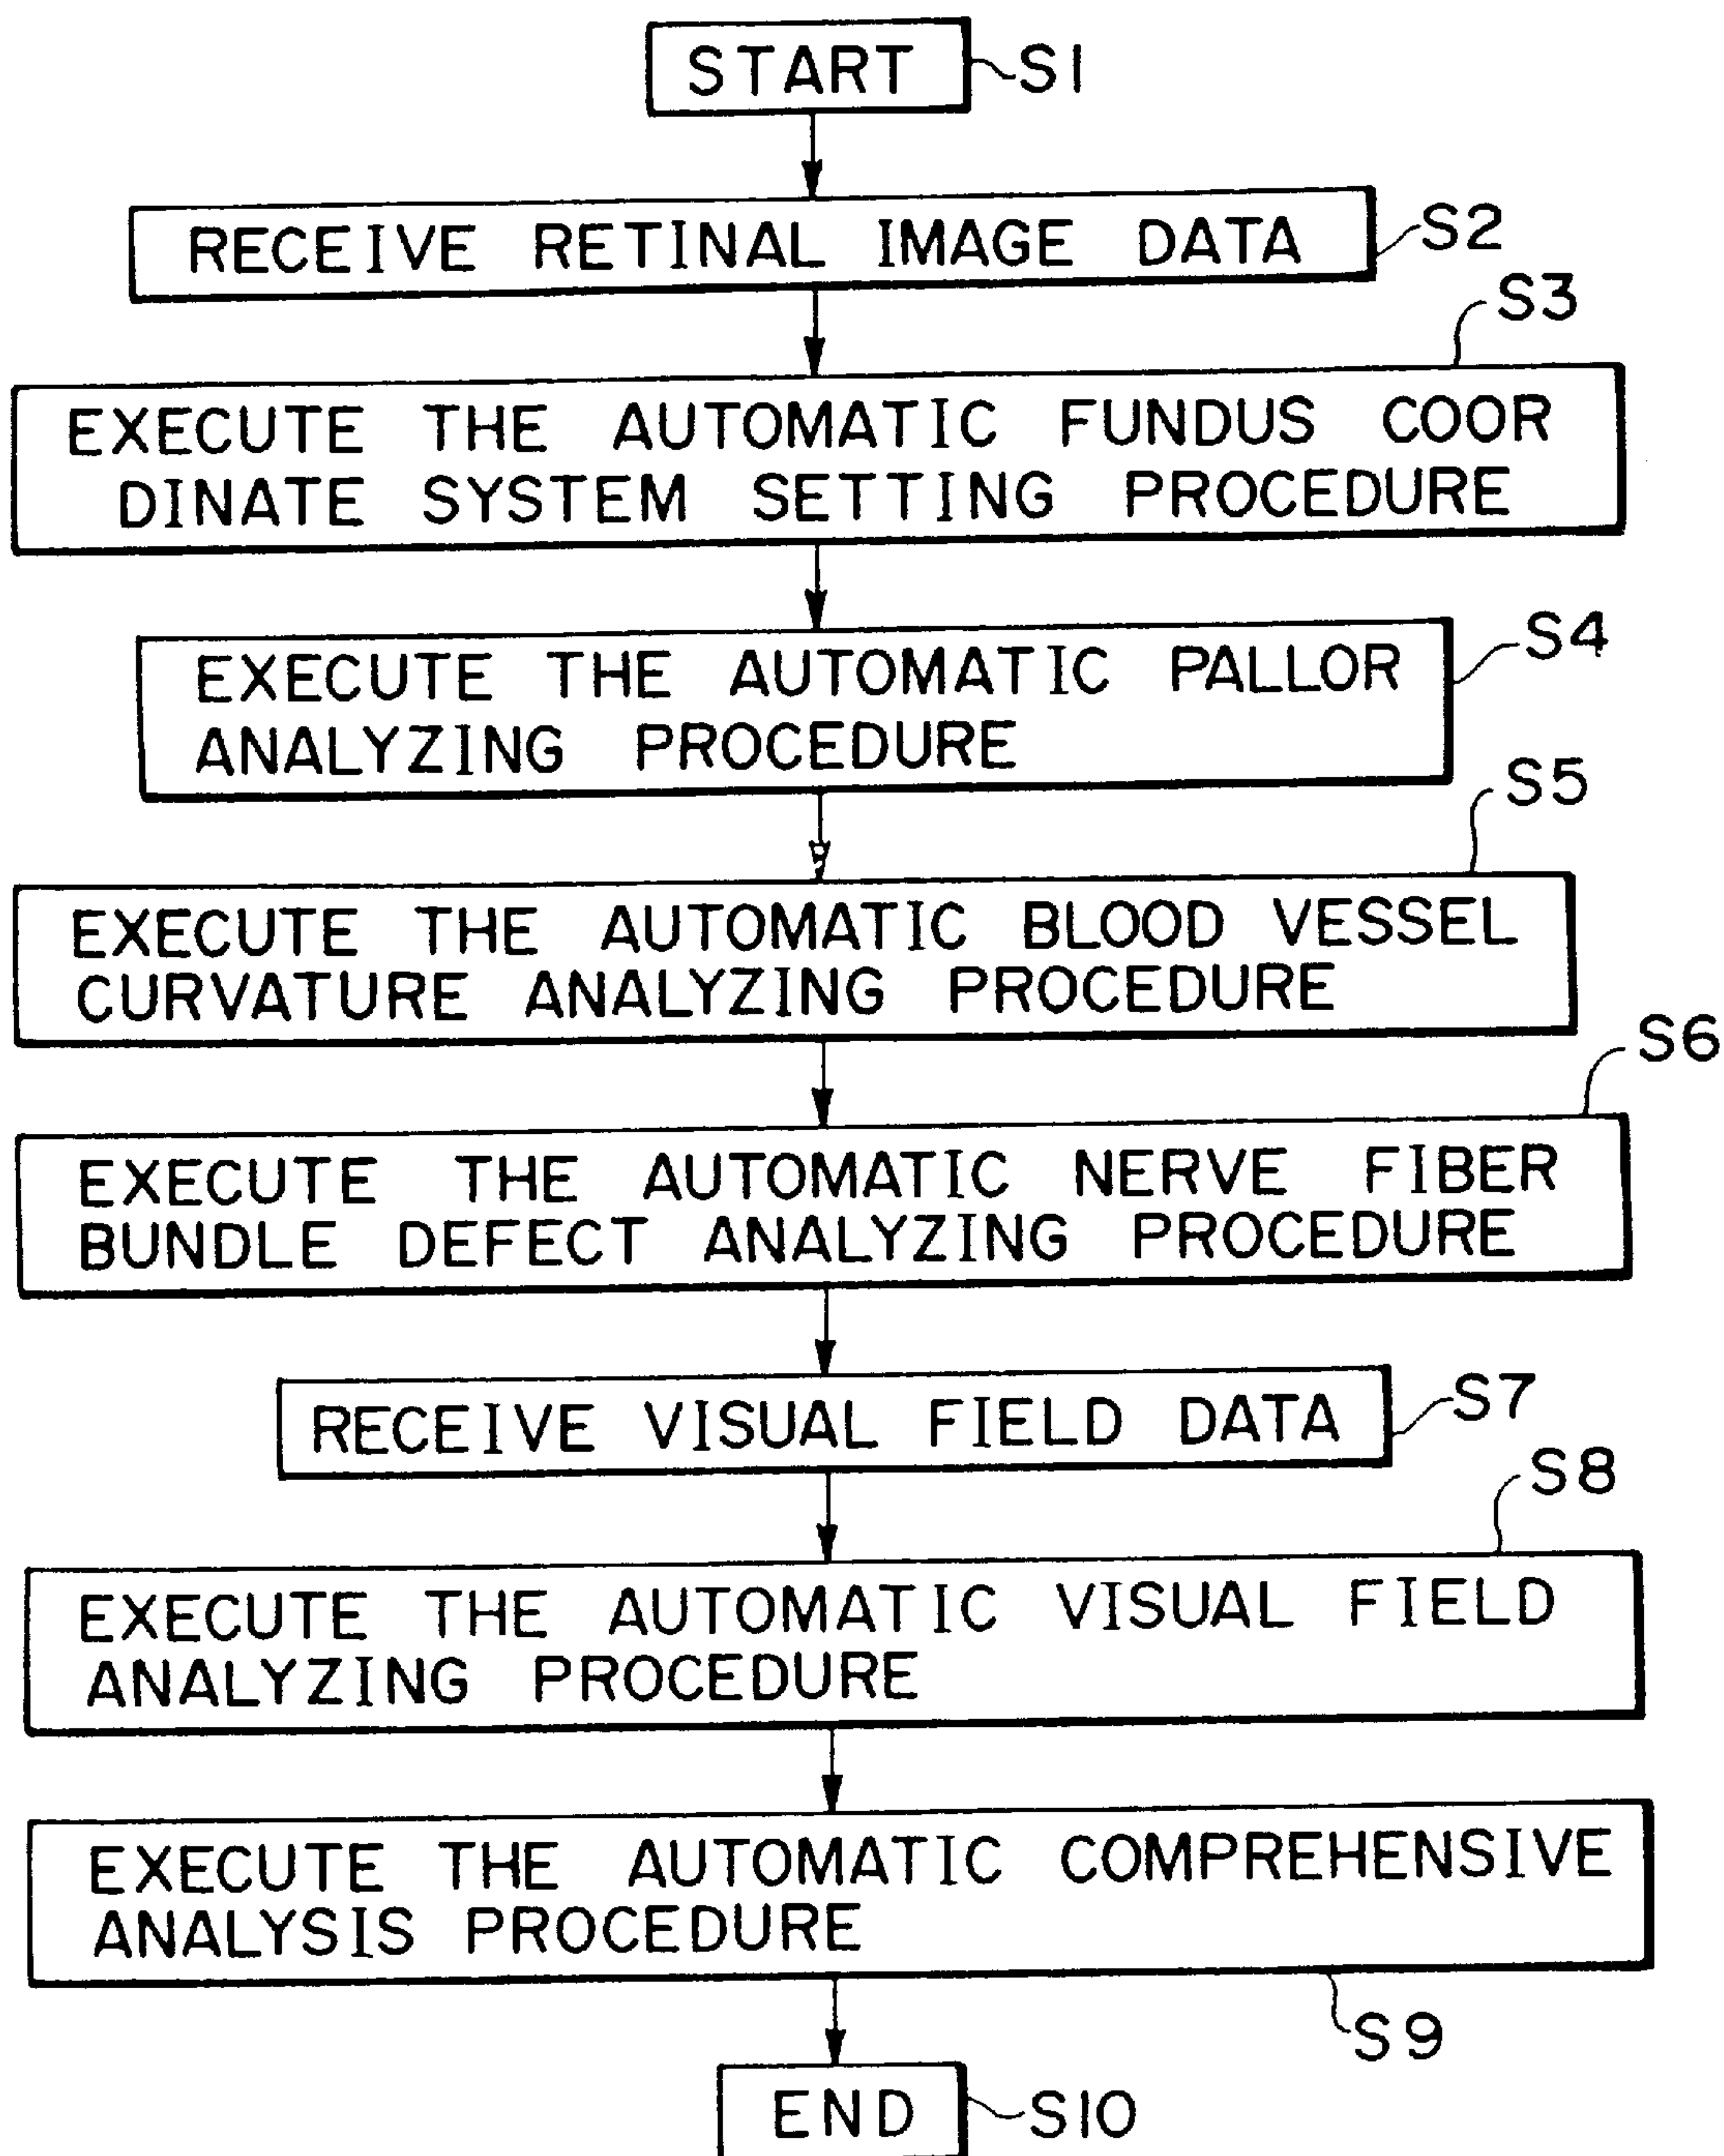 START
S1
RECEIVE RETINAL IMAGE DATA
S2
S3
EXECUTE THE AUTOMATIC FUNDUS COOR
DINATE SYSTEM SETTING PROCEDURE
S4
EXECUTE THE AUTOMATIC PALLOR
ANALYZING PROCEDURE
S5
EXECUTE THE AUTOMATIC BLOOD VESSEL
CURVATURE ANALYZING PROCEDURE
S6
EXECUTE THE AUTOMATIC NERVE FIBER
BUNDLE DEFECT ANALYZING PROCEDURE
RECEIVE VISUAL FIELD DATA
S7
S8
EXECUTE THE AUTOMATIC VISUAL FIELD
ANALYZING PROCEDURE
EXECUTE THE AUTOMATIC COMPREHENSIVE
ANALYSIS PROCEDURE
S9
END
S10